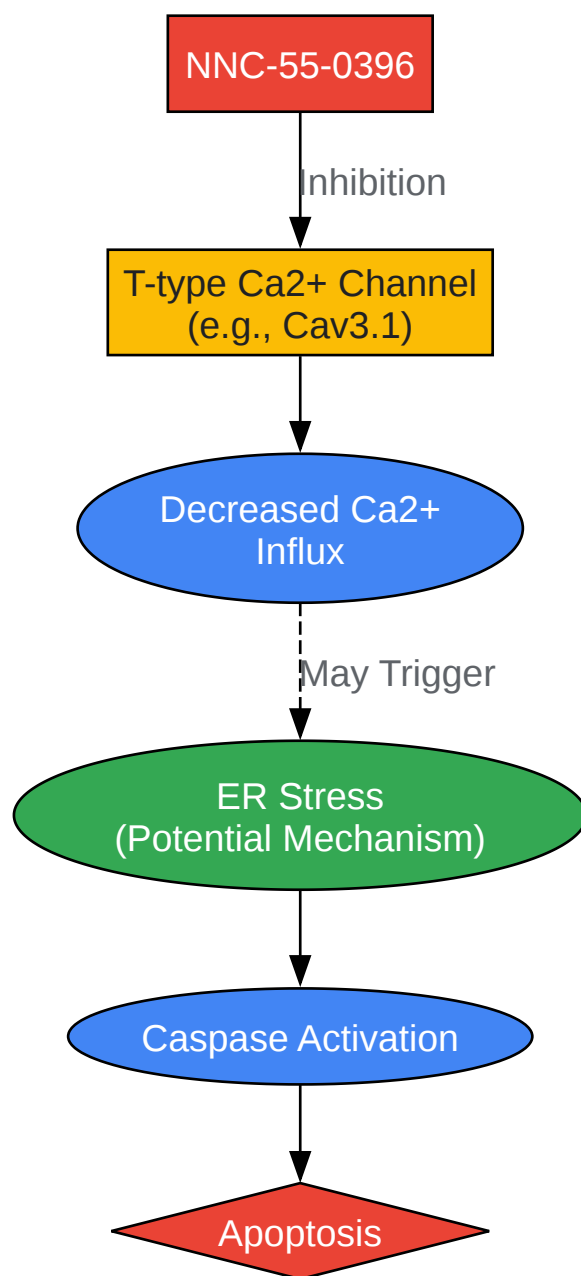 NNC-55-0396
Inhibition
T-type Ca2+ Channel
(e.g., Cav3.1)
Decreased Ca2+
Influx
May Trigger
ER Stress
(Potential Mechanism)
Caspase Activation
Apoptosis